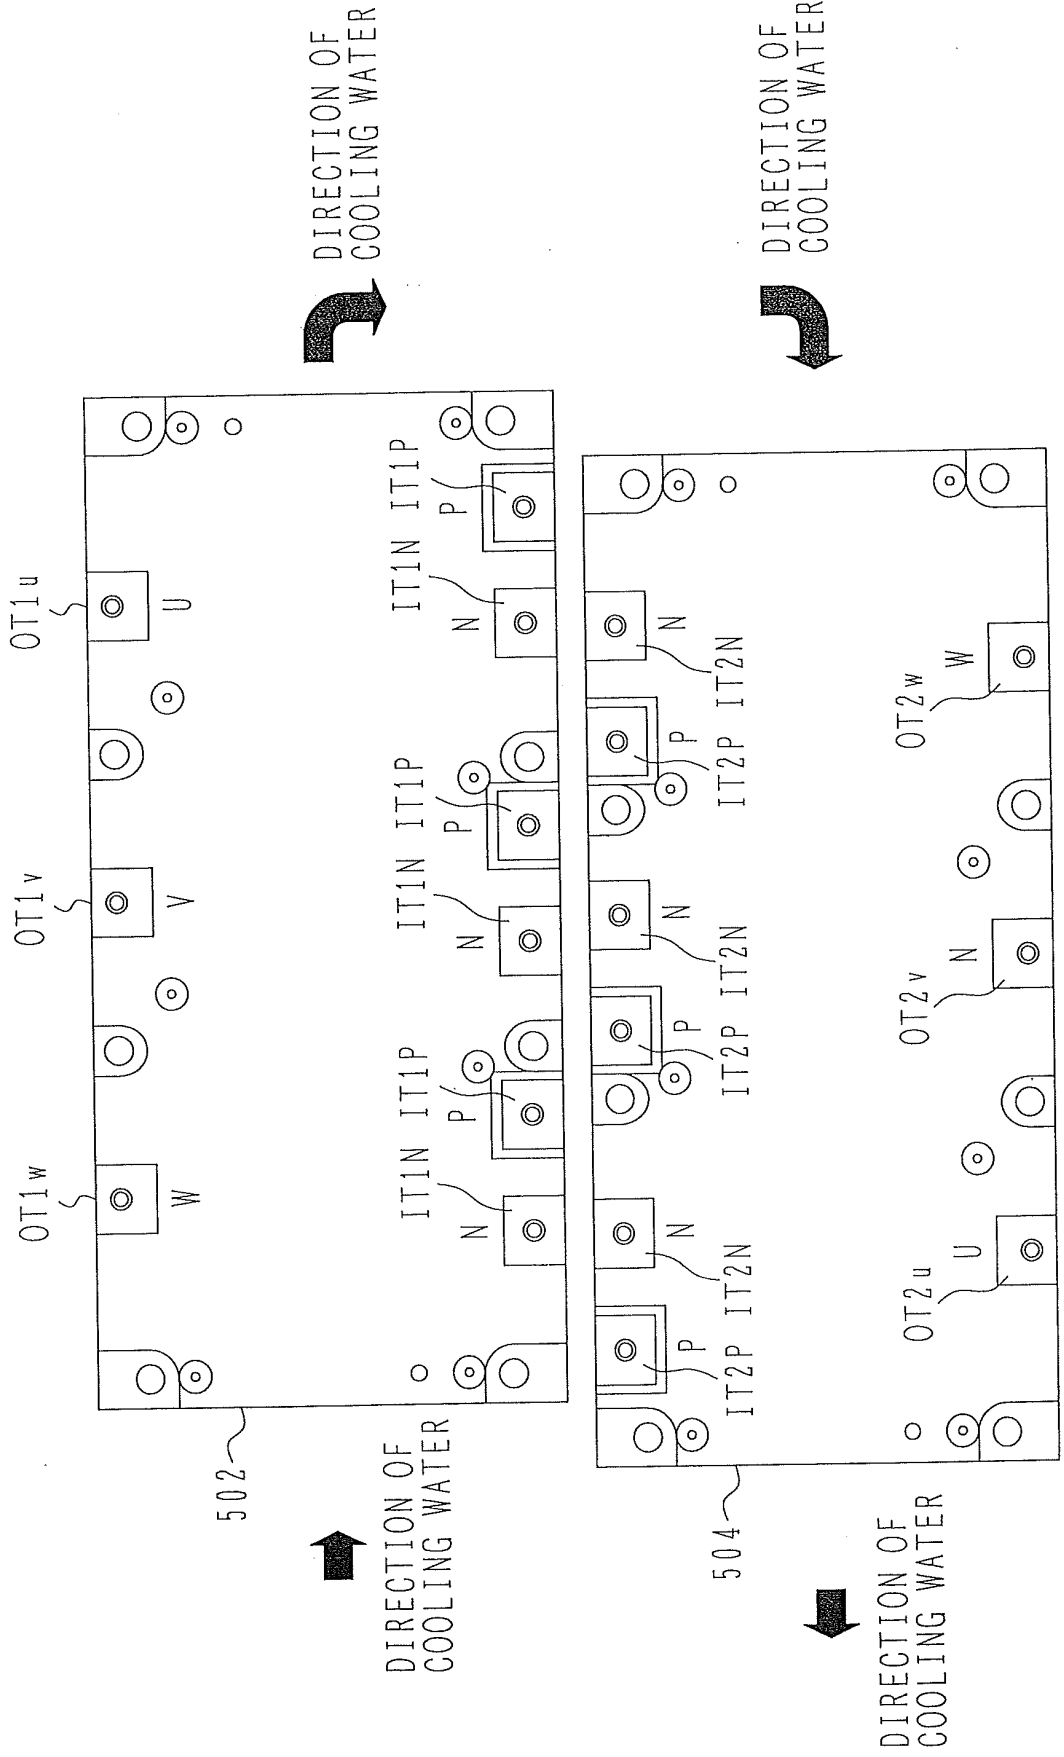 OT1w
OT1v
OT1u
W
V
U
502
DIRECTION OF
COOLING WATER
DIRECTION OF
COOLING WATER
IT1N IT1P
IT1N IT1P
IT1N IT1P
N
P
N
P
N
P
P
N
P
N
P
N
IT2P IT2N
IT2P IT2N
IT2P IT2N
504
DIRECTION OF
COOLING WATER
DIRECTION OF
COOLING WATER
U
N
W
OT2u
OT2v
OT2w